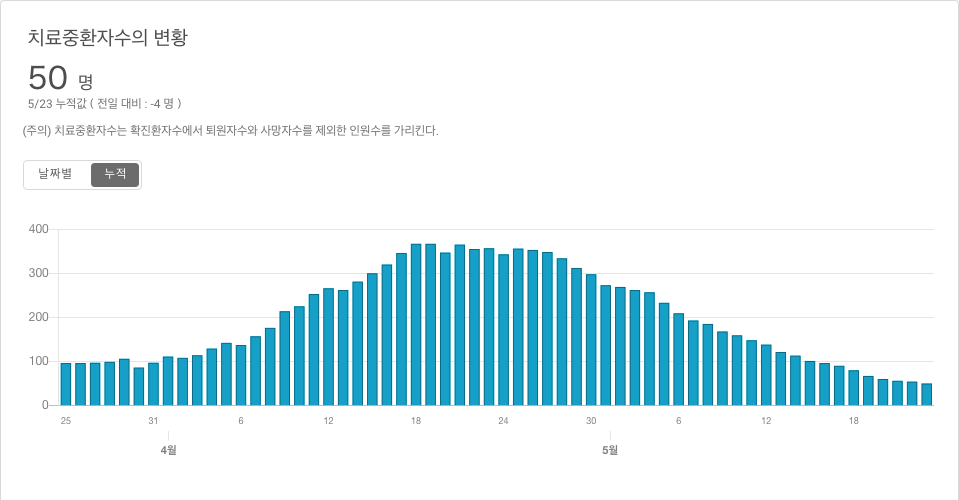 치료중환자수의 변황
50 명
5/23 누적값 ( 전일 대비 : -4 명 )
(주의) 치료중환자수는 확진환자수에서 퇴원자수와 사망자수를 제외한 인원수를 가리킨다.
날짜별 누적
400
300
200
100
0
25 31 6 12 18 24 30 6 12 18
4월 5월